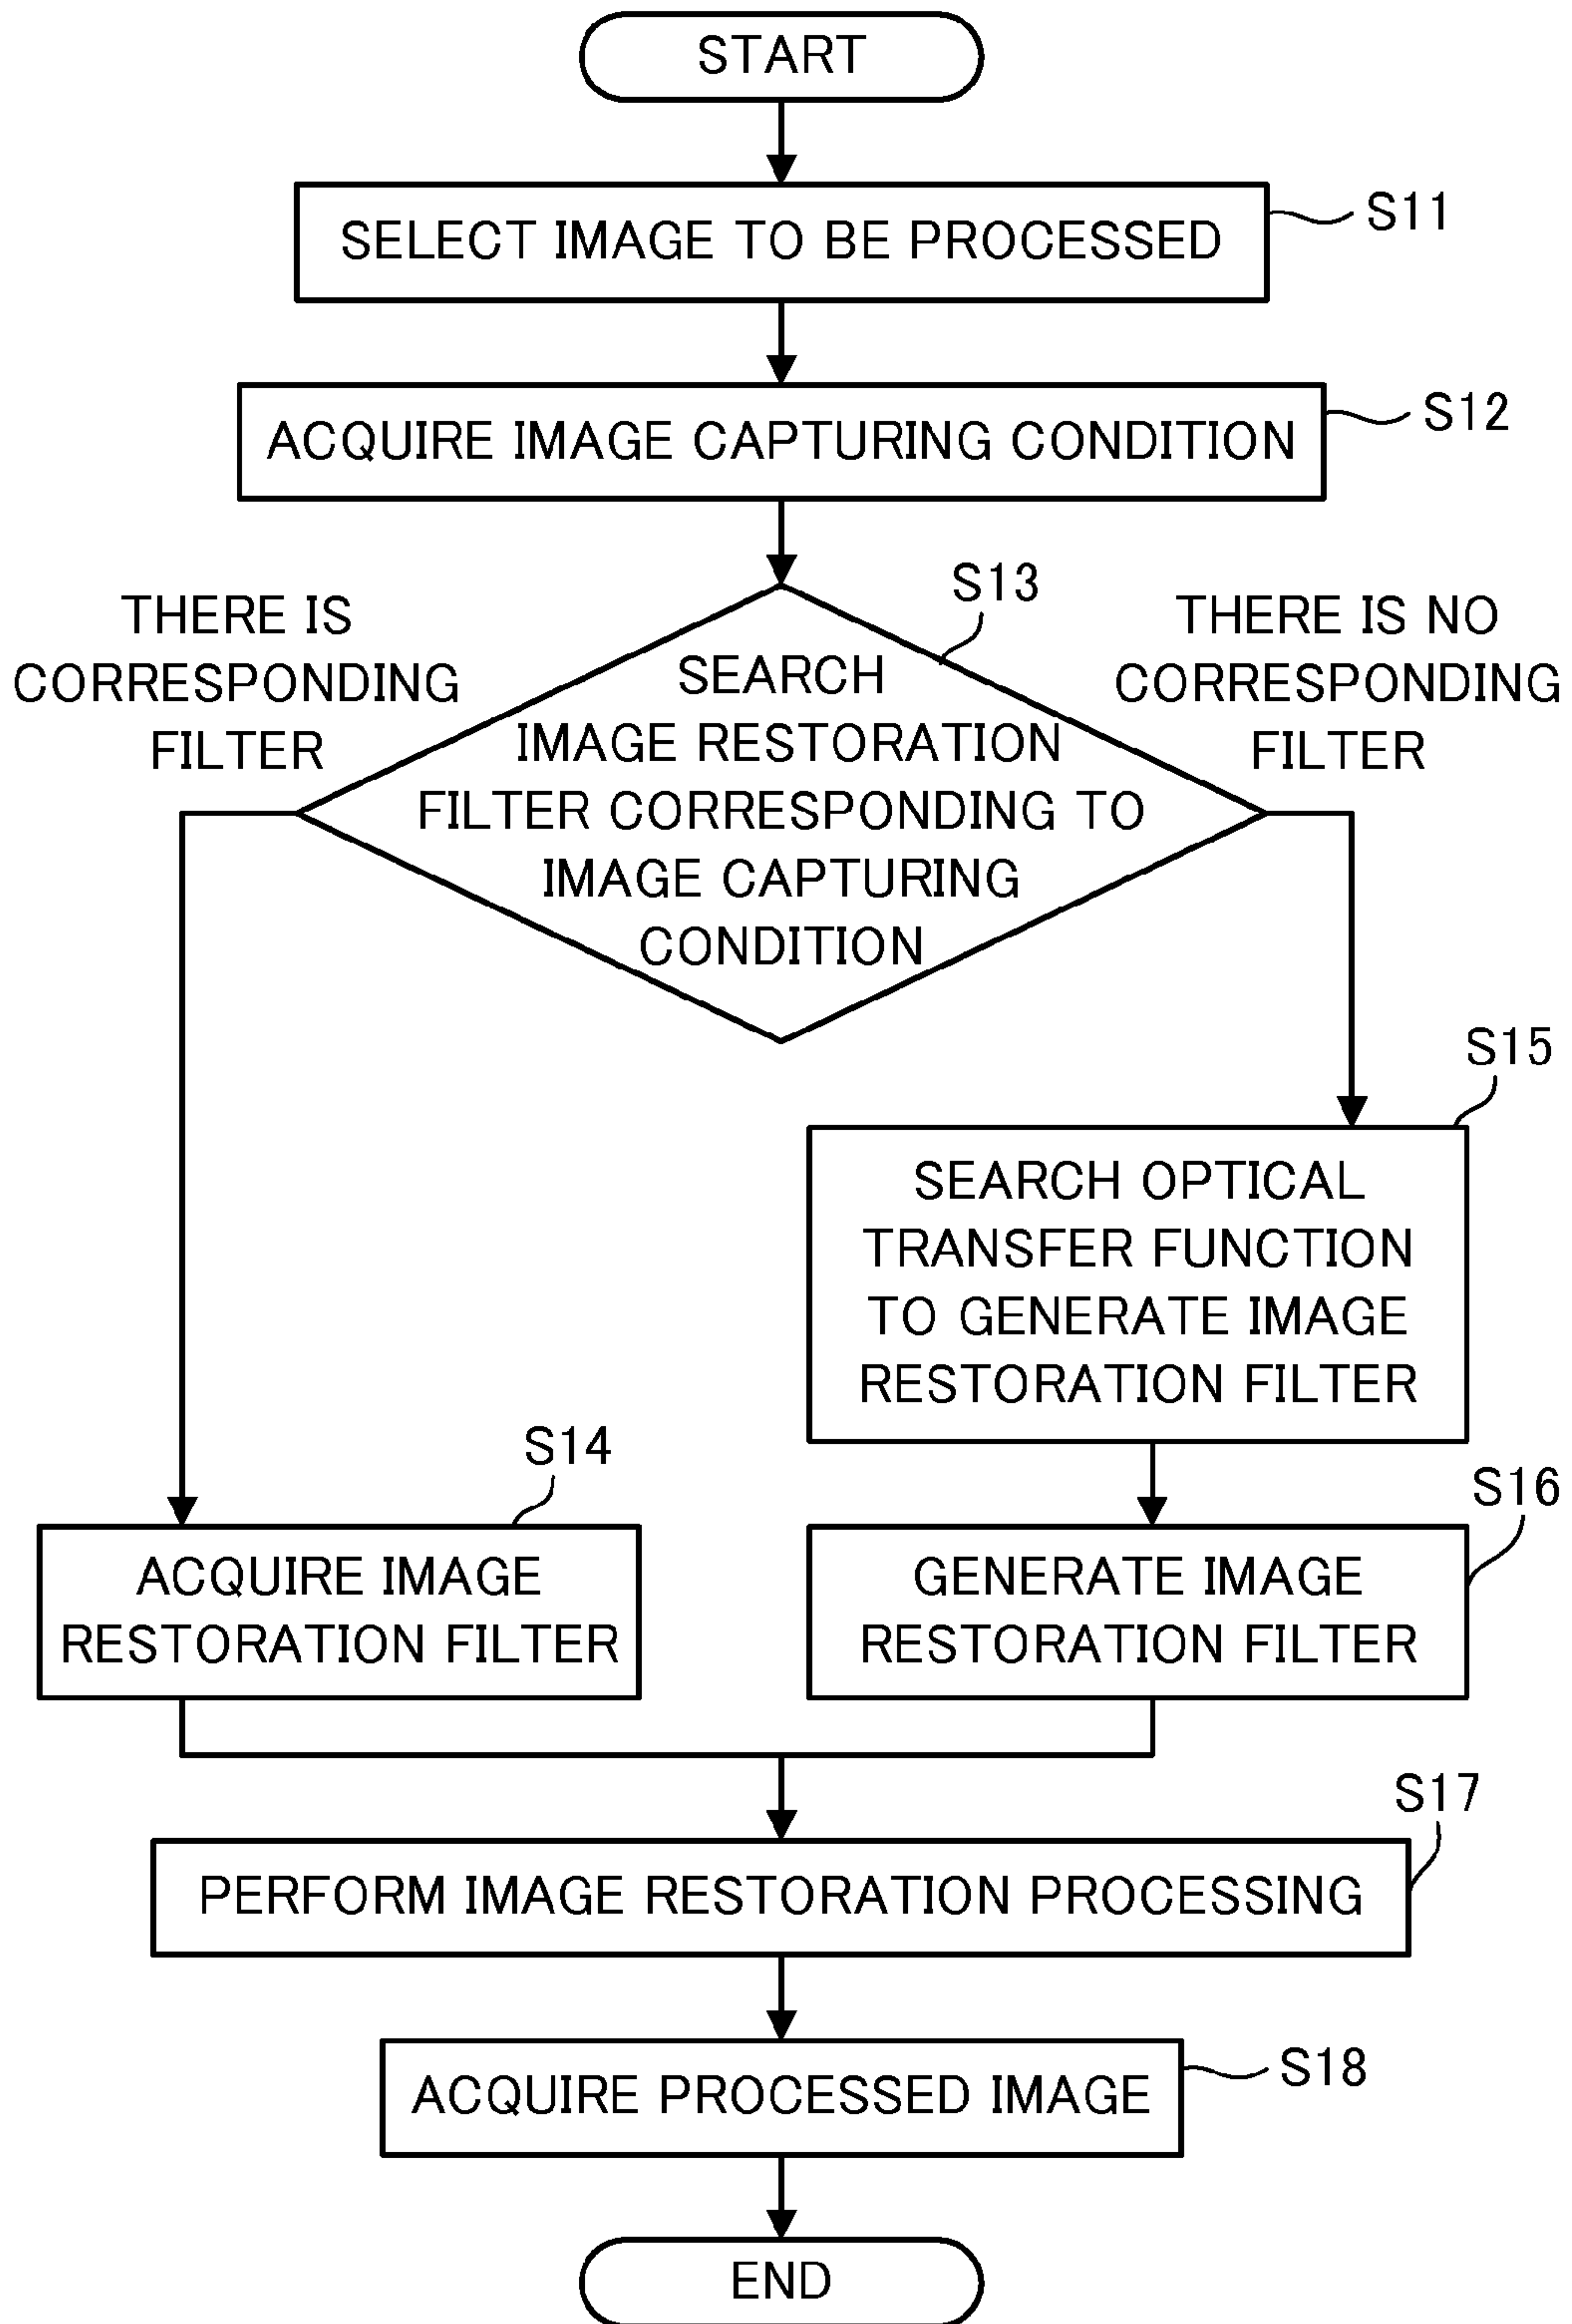 START
SELECT IMAGE TO BE PROCESSED
S11
ACQUIRE IMAGE CAPTURING CONDITION
S12
S13
SEARCH
IMAGE RESTORATION
FILTER CORRESPONDING TO
IMAGE CAPTURING
CONDITION
THERE IS
CORRESPONDING
FILTER
THERE IS NO
CORRESPONDING
FILTER
S15
SEARCH OPTICAL
TRANSFER FUNCTION
TO GENERATE IMAGE
RESTORATION FILTER
S14
ACQUIRE IMAGE
RESTORATION FILTER
S16
GENERATE IMAGE
RESTORATION FILTER
S17
PERFORM IMAGE RESTORATION PROCESSING
ACQUIRE PROCESSED IMAGE
S18
END